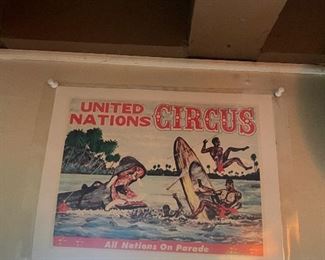 UNITED NATIONS CIRCUS
All Nations On Parade